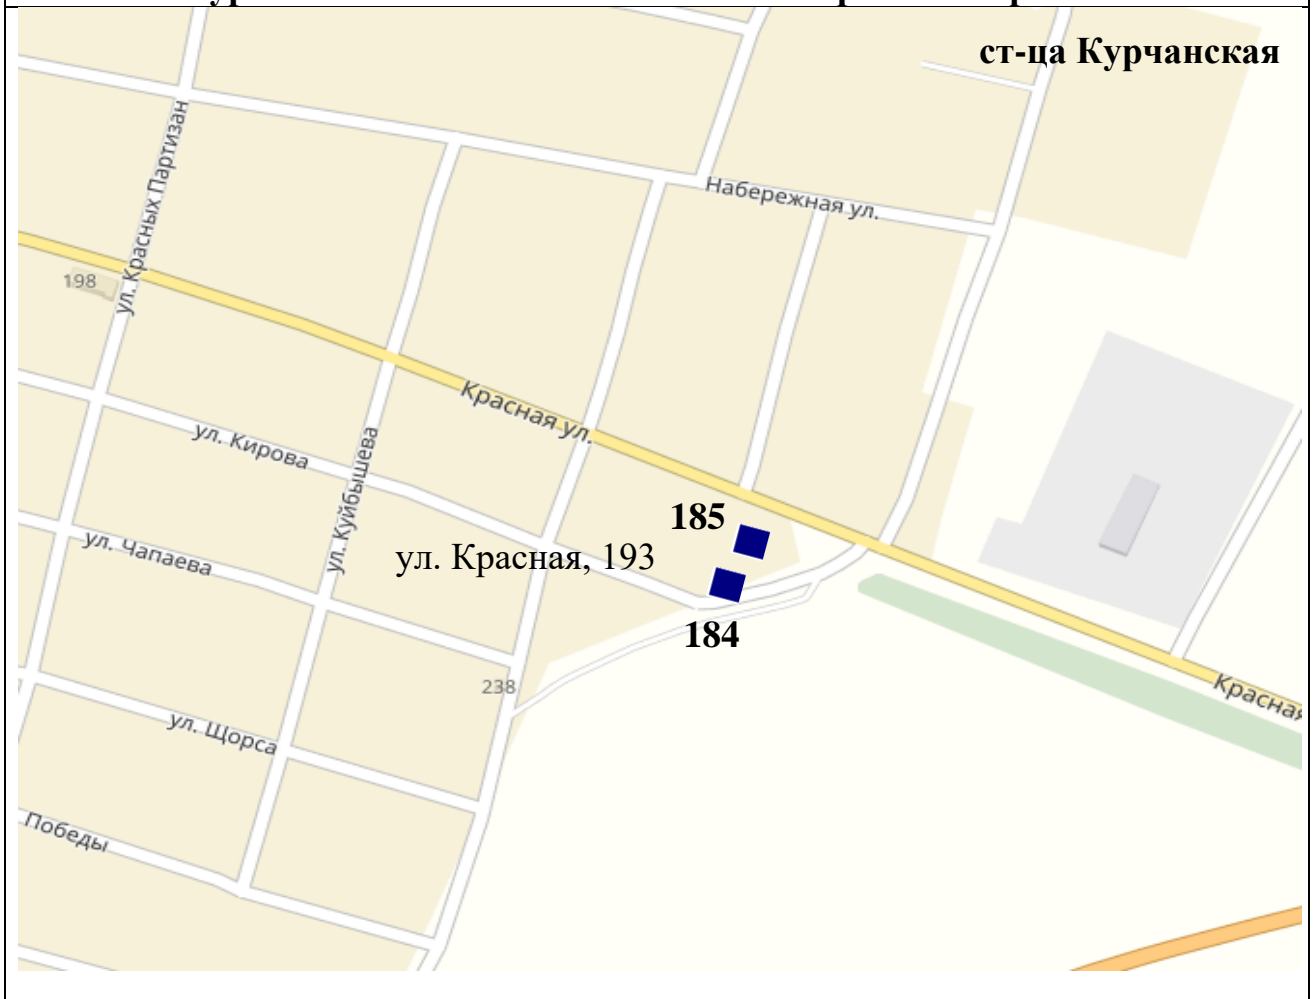 ст-ца Курчанская
ул. Красных Партизан
Набережная ул.
198
Красная ул.
ул. Кирова
ул. Куйбышева
185
ул. Чапаева
ул. Красная, 193
184
238
Красная
ул. Щорса
Победы